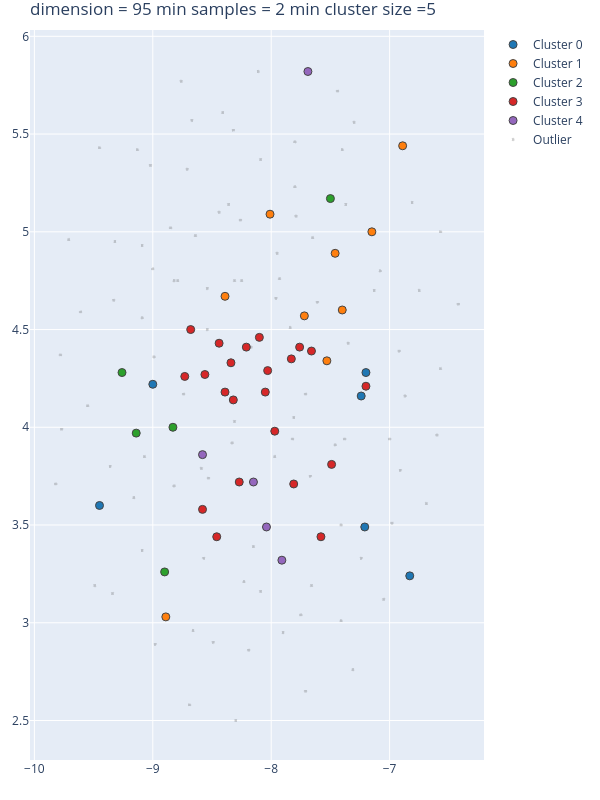 dimension = 95 min samples = 2 min cluster size =5
6
5.5
5
4.5
4
3.5
3
2.5
−10
−9
−8
−7
Cluster 0
Cluster 1
Cluster 2
Cluster 3
Cluster 4
Outlier